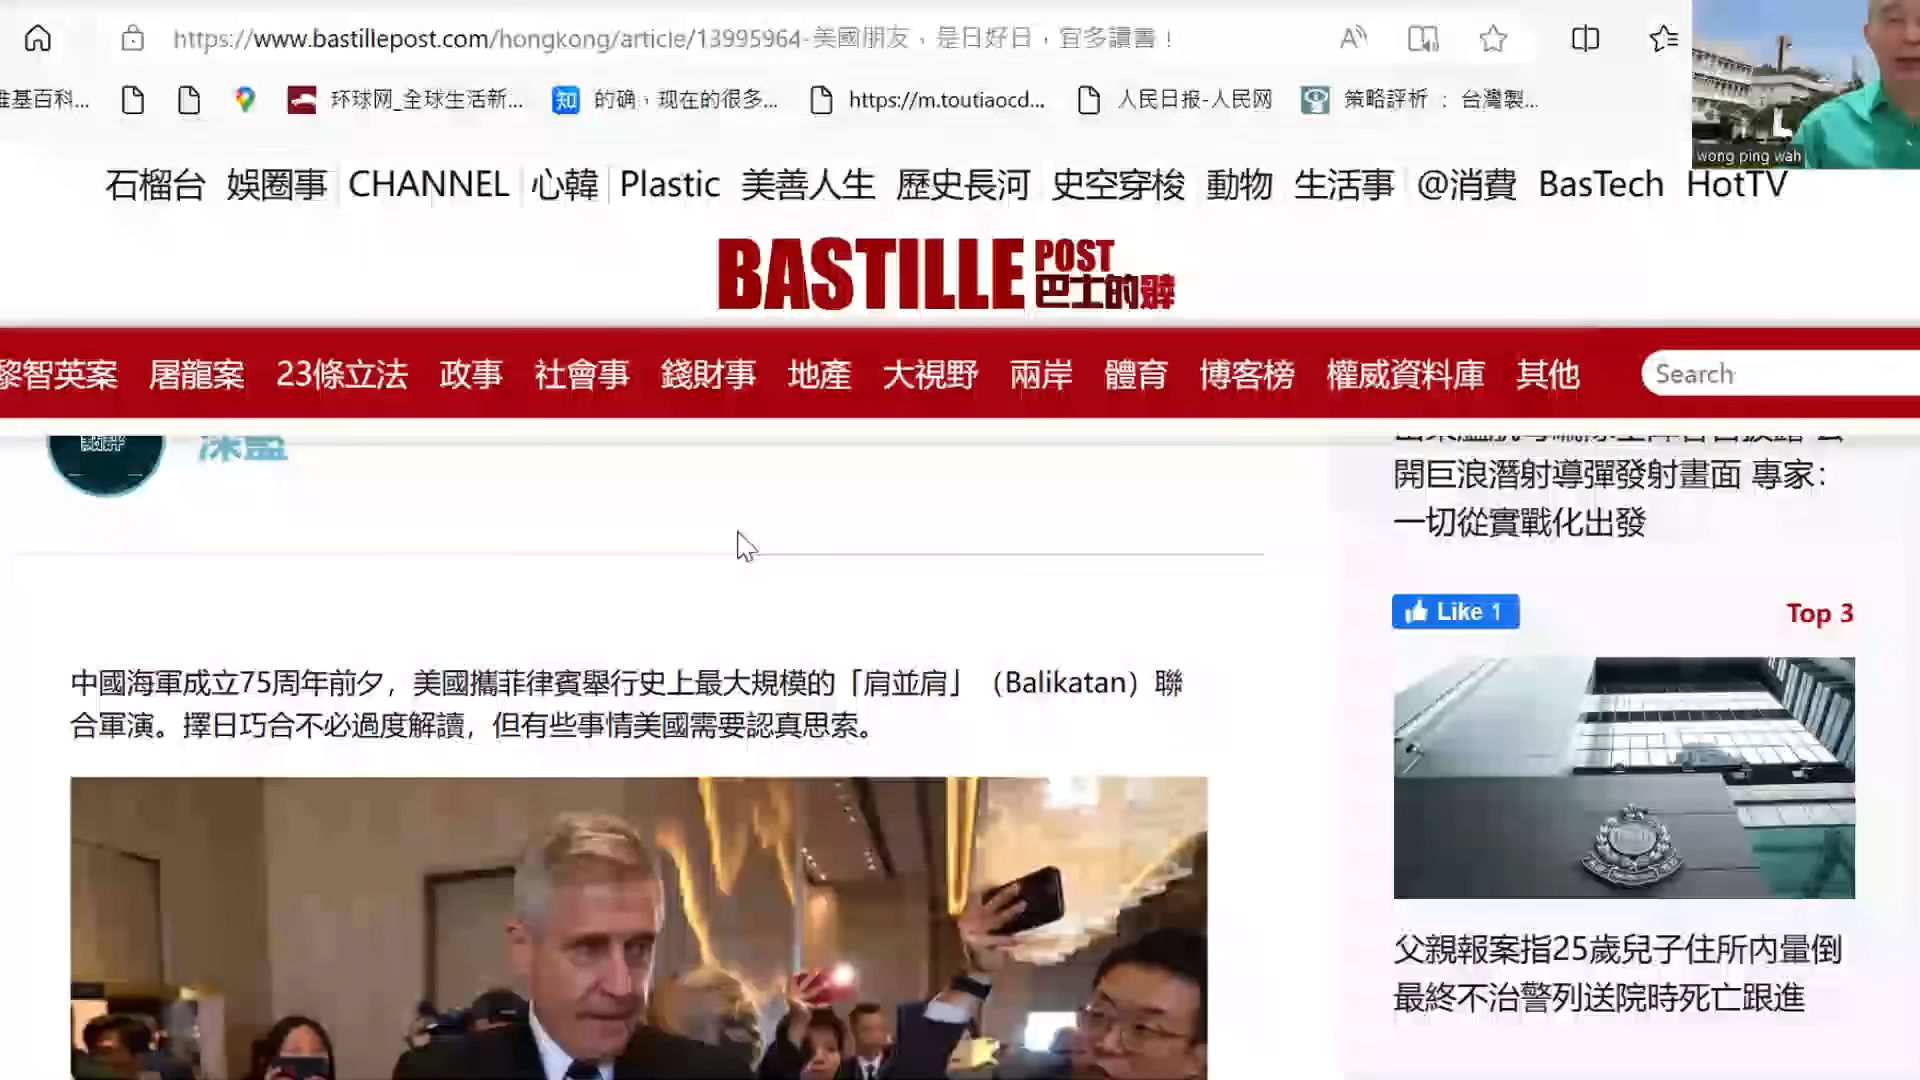 https://www.bastillepost.com/hongkong/article/13995964-美國朋友，是日好日，宜多讀書！
维基百科...
环球网_全球生活新...
知
的确，现在的很多...
https://m.toutiaocd...
人民日报-人民网
策略評析 ： 台灣製...
wong ping wah
石榴台 娛圈事 CHANNEL 心韓 Plastic 美善人生 歷史長河 史空穿梭 動物 生活事 @消費 BasTech HotTV
BASTILLE POST
巴士的報
黎智英案 屠龍案 23條立法 政事 社會事 錢財事 地產 大視野 兩岸 體育 博客榜 權威資料庫 其他
Search
點評
深藍
開巨浪潛射導彈發射畫面 專家：
一切從實戰化出發
Like 1
Top 3
中國海軍成立75周年前夕，美國攜菲律賓舉行史上最大規模的「肩並肩」（Balikatan）聯
合軍演。擇日巧合不必過度解讀，但有些事情美國需要認真思索。
父親報案指25歲兒子住所內暈倒
最終不治警列送院時死亡跟進